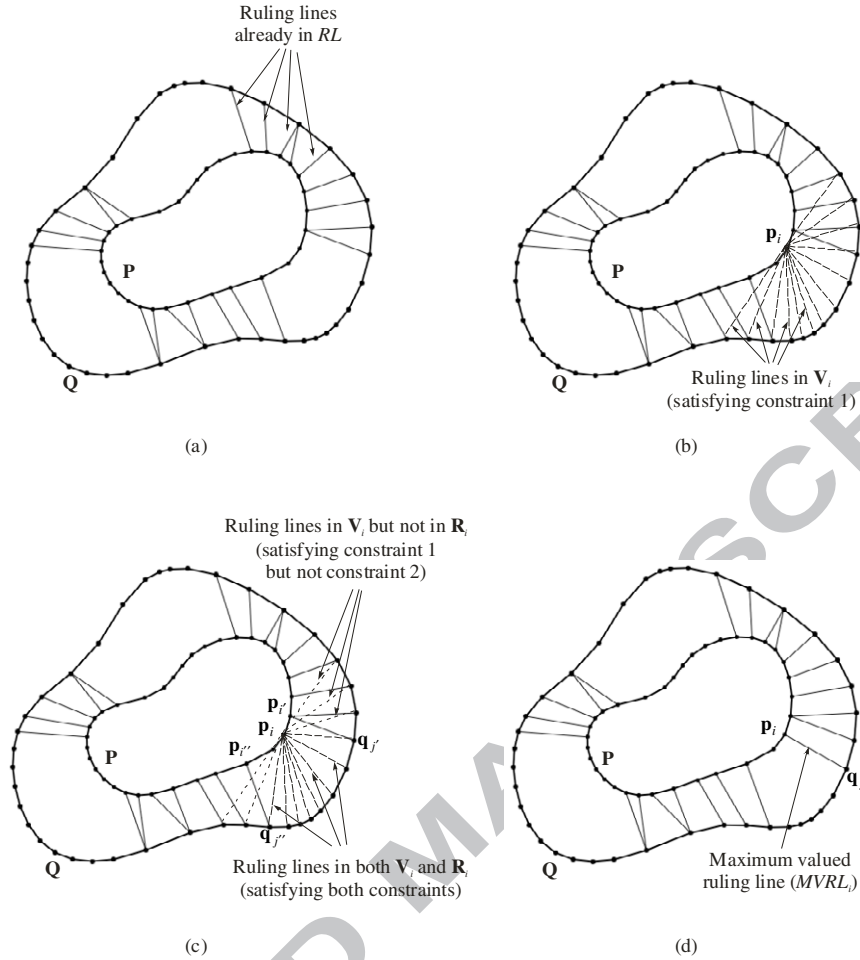 Ruling lines
already in RL
P
Q
(a)
p_i
P
Q
Ruling lines in V_i
(satisfying constraint 1)
(b)
Ruling lines in V_i but not in R_i
(satisfying constraint 1
but not constraint 2)
p_i'
p_i
p_i''
P
q_j'
q_j''
Q
Ruling lines in both V_i and R_i
(satisfying both constraints)
(c)
p_i
P
q
Q
Maximum valued
ruling line (MVRL_i)
(d)